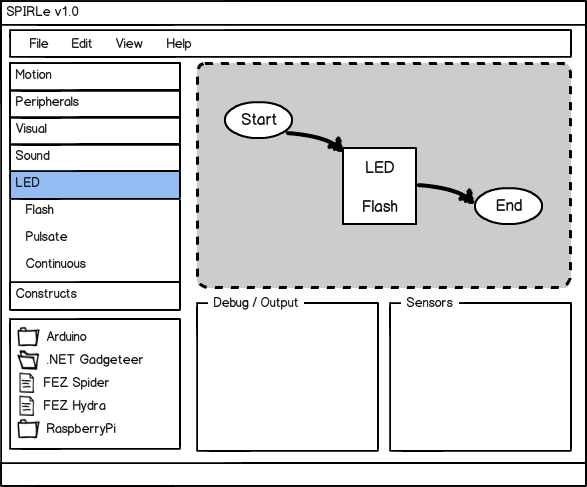 SPIRLe v1.0
File Edit View Help
Motion
Peripherals
Visual
Sound
LED
Flash
Pulsate
Continuous
Constructs
Arduino
.NET Gadgeteer
FEZ Spider
FEZ Hydra
RaspberryPi
Start
LED
Flash
End
Debug / Output
Sensors